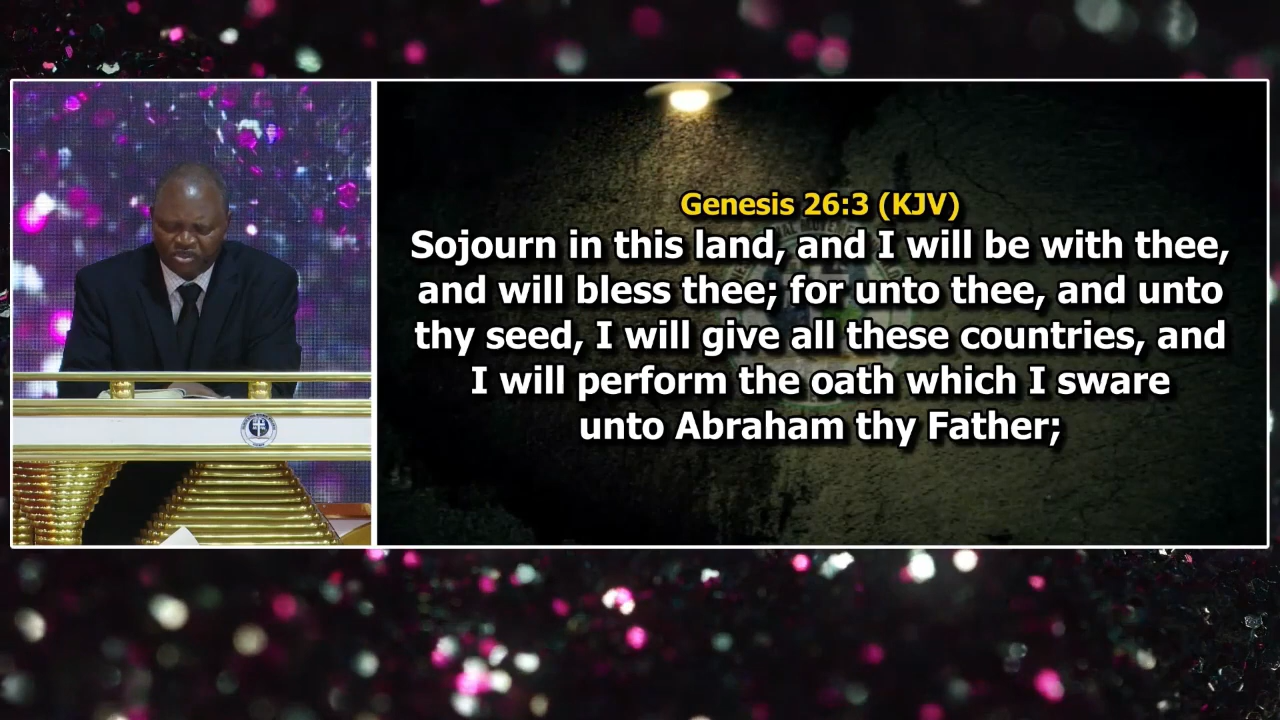 Genesis 26:3 (KJV)
Sojourn in this land, and I will be with thee,
and will bless thee; for unto thee, and unto
thy seed, I will give all these countries, and
I will perform the oath which I sware
unto Abraham thy Father;